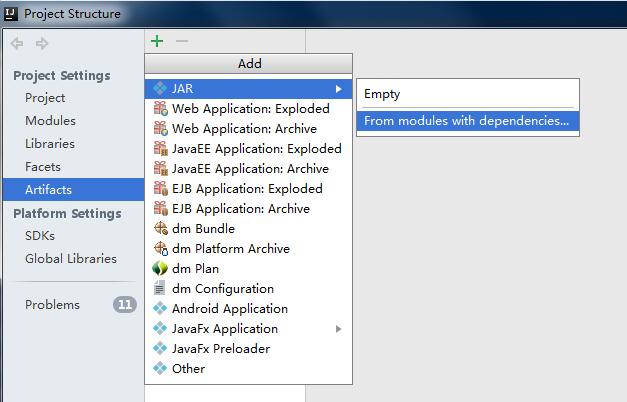 Project Structure
Project Settings
Project
Modules
Libraries
Facets
Artifacts
Platform Settings
SDKs
Global Libraries
Problems 11
Add
JAR
Web Application: Exploded
Web Application: Archive
JavaEE Application: Exploded
JavaEE Application: Archive
EJB Application: Exploded
EJB Application: Archive
dm Bundle
dm Platform Archive
dm Plan
dm Configuration
Android Application
JavaFx Application
JavaFx Preloader
Other
Empty
From modules with dependencies...